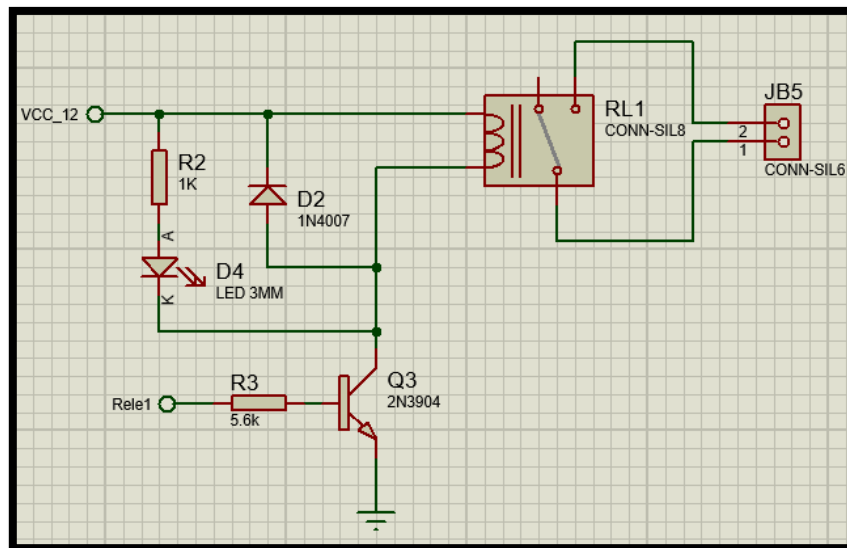 VCC_12
R2
1K
A
D4
LED 3MM
K
D2
1N4007
RL1
CONN-SIL8
JB5
2
1
CONN-SIL6
Rele1
R3
5.6k
Q3
2N3904